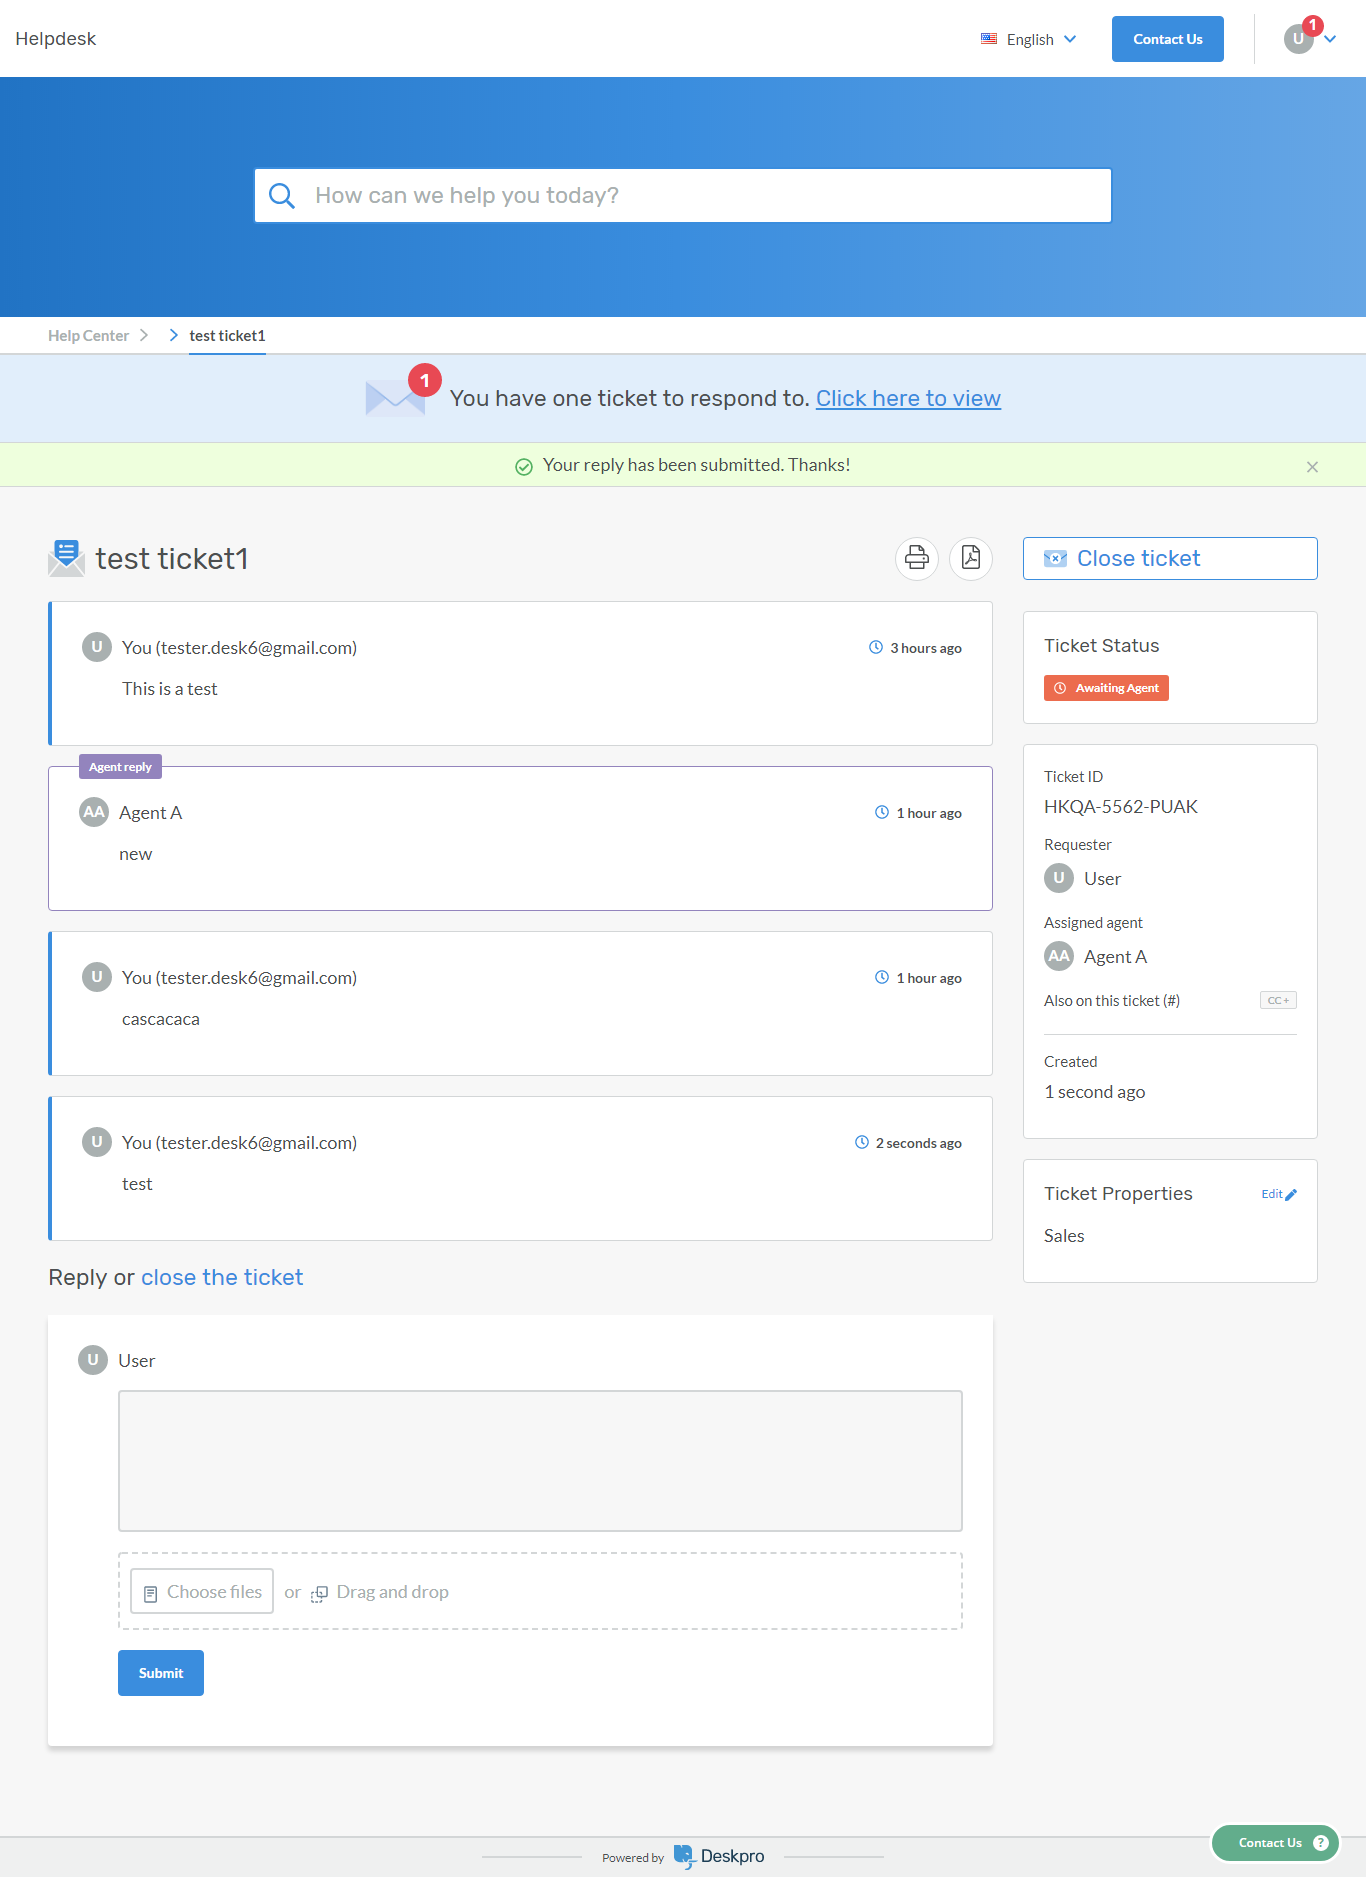 Helpdesk
English
Contact Us
U
1
How can we help you today?
Help Center
test ticket1
1
You have one ticket to respond to. Click here to view
Your reply has been submitted. Thanks!
test ticket1
U
You (tester.desk6@gmail.com)
3 hours ago
This is a test
Agent reply
AA
Agent A
1 hour ago
new
U
You (tester.desk6@gmail.com)
1 hour ago
cascacaca
U
You (tester.desk6@gmail.com)
2 seconds ago
test
Reply or close the ticket
U
User
Choose files or Drag and drop
Submit
Close ticket
Ticket Status
Awaiting Agent
Ticket ID
HKQA-5562-PUAK
Requester
U
User
Assigned agent
AA
Agent A
Also on this ticket (#)
CC +
Created
1 second ago
Ticket Properties
Edit
Sales
Powered by Deskpro
Contact Us ?